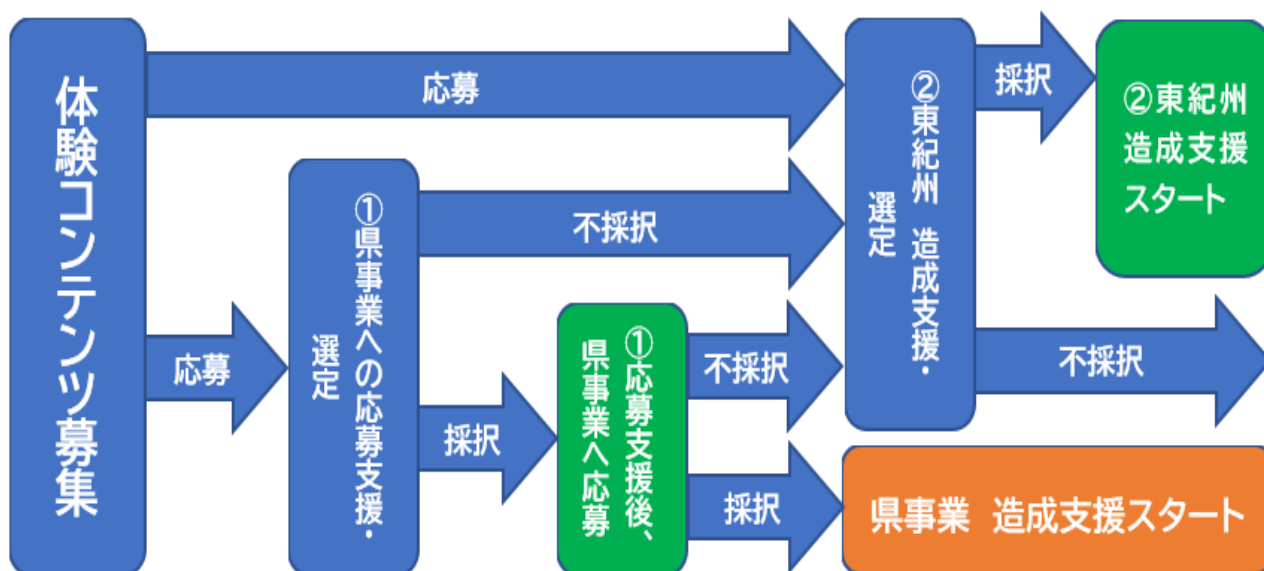 体験コンテンツ募集
応募
応募
①県事業への応募支援・
選定
不採択
採択
①応募支援後、
県事業へ応募
不採択
採択
②東紀州 造成支援・
選定
採択
不採択
②東紀州
造成支援
スタート
県事業 造成支援スタート